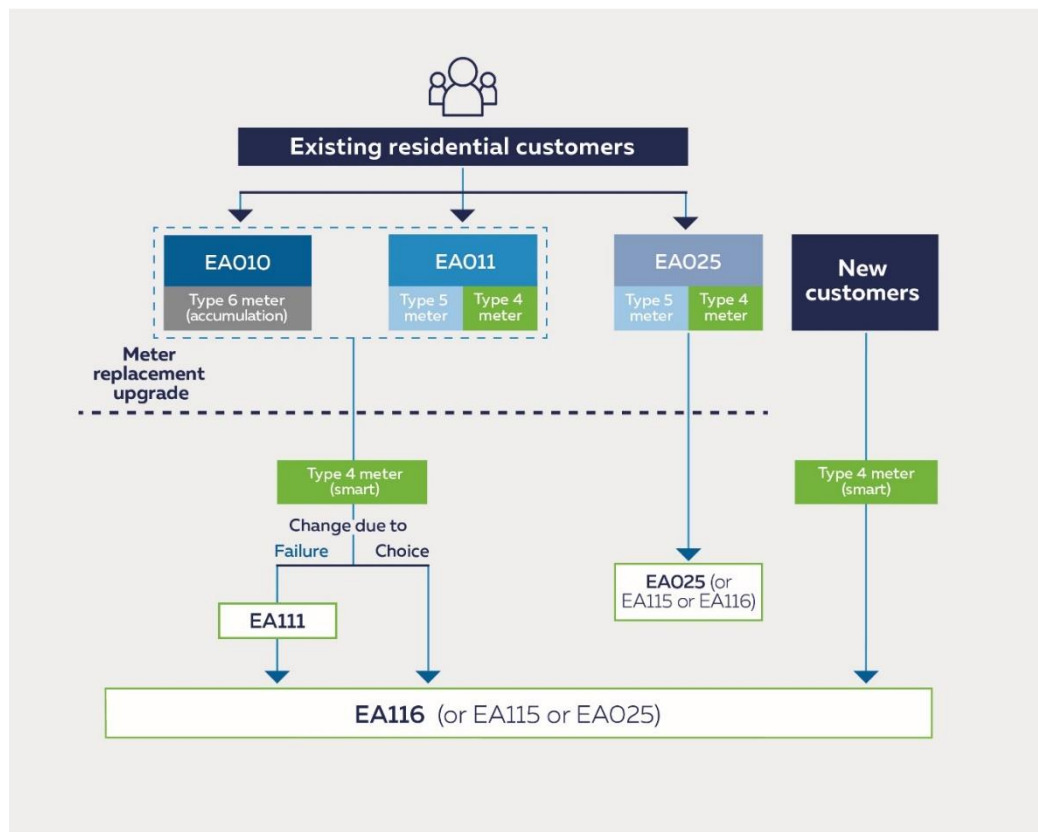 Existing residential customers
EA010
Type 6 meter
(accumulation)
EA011
Type 5
meter
Type 4
meter
EA025
Type 5
meter
Type 4
meter
New
customers
Meter
replacement
upgrade
Type 4 meter
(smart)
Type 4 meter
(smart)
Change due to
Failure
Choice
EA025 (or
EA115 or EA116)
EA111
EA116 (or EA115 or EA025)